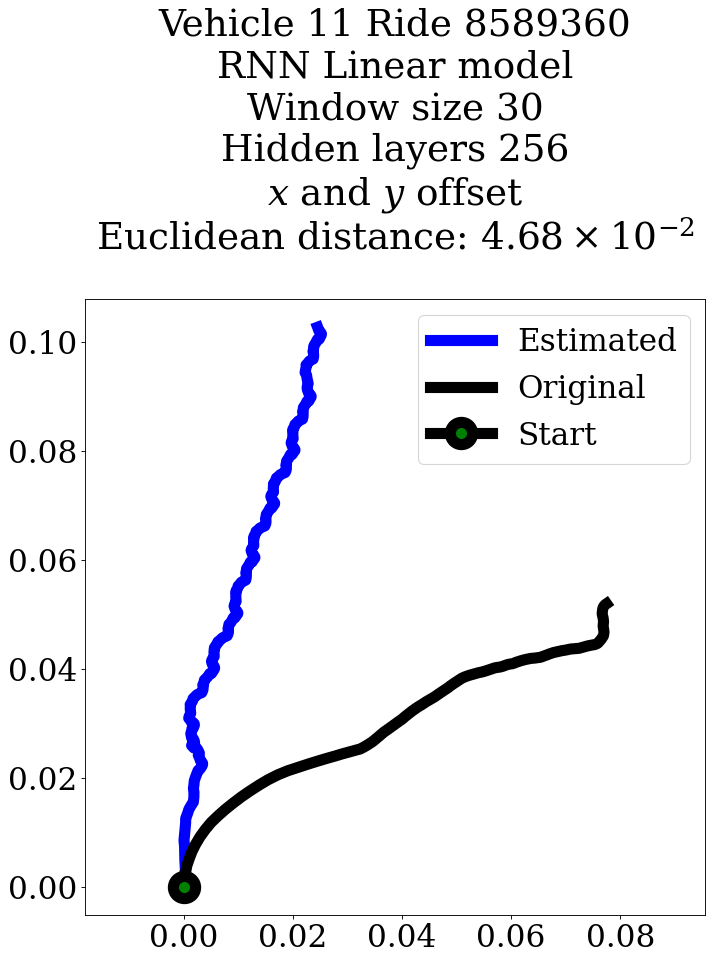 Vehicle 11 Ride 8589360
RNN Linear model
Window size 30
Hidden layers 256
x and y offset
Euclidean distance: 4.68 × 10⁻²
Estimated
Original
Start
0.10
0.08
0.06
0.04
0.02
0.00
0.00 0.02 0.04 0.06 0.08